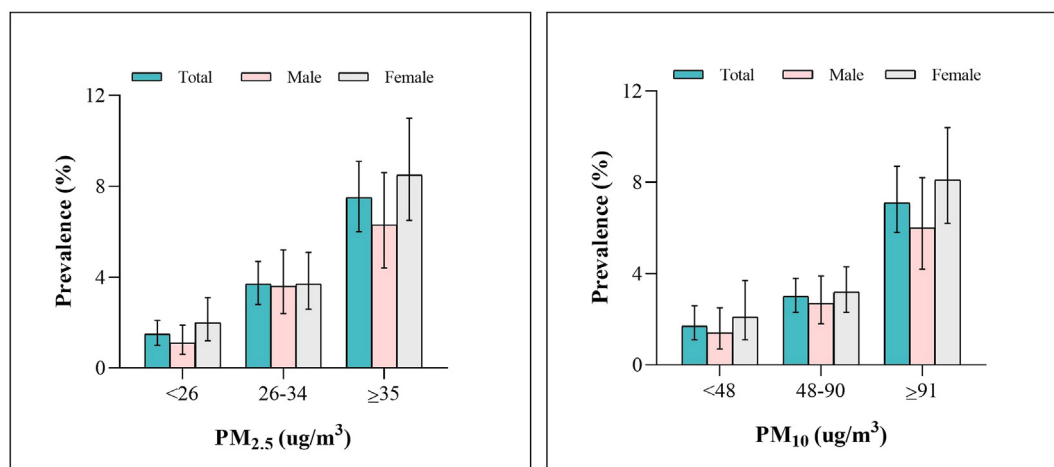 Total Male Female
12
8
4
0
Prevalence (%)
<26 26-34 ≥35
PM2.5 (ug/m³)
Total Male Female
12
8
4
0
Prevalence (%)
<48 48-90 ≥91
PM10 (ug/m³)